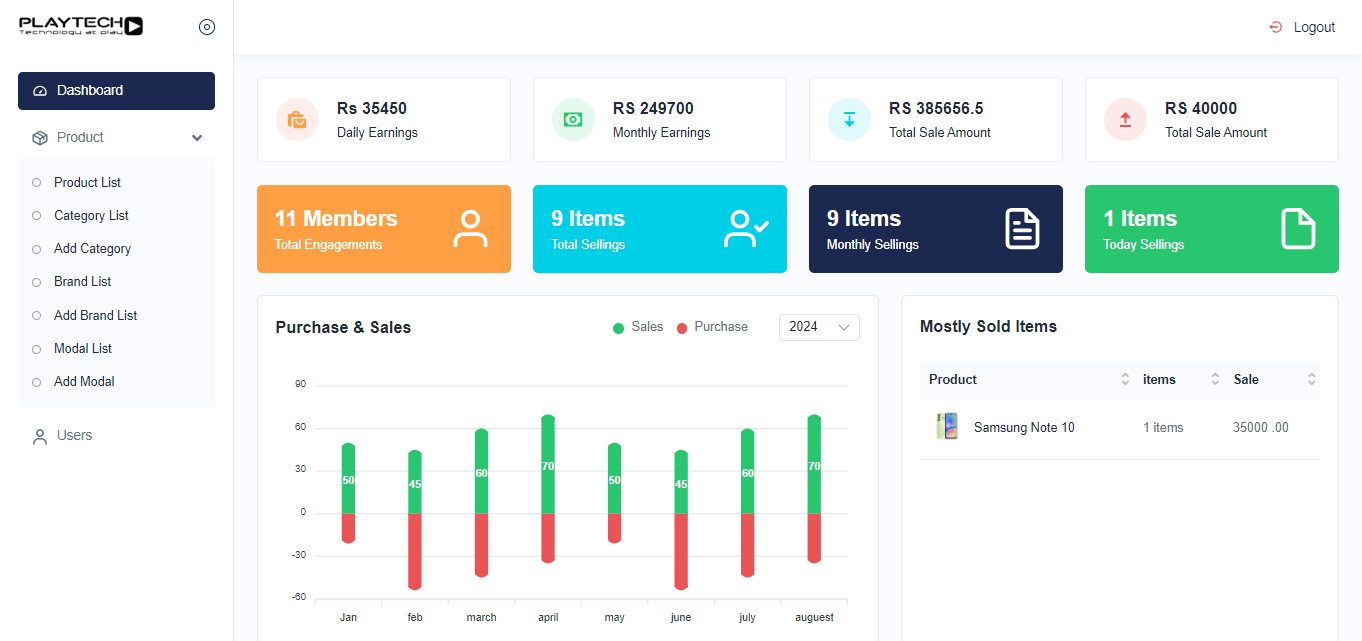 PLAYTECH
Technology at play
Logout
Dashboard
Product
Product List
Category List
Add Category
Brand List
Add Brand List
Modal List
Add Modal
Users
Rs 35450
Daily Earnings
RS 249700
Monthly Earnings
RS 385656.5
Total Sale Amount
RS 40000
Total Sale Amount
11 Members
Total Engagements
9 Items
Total Sellings
9 Items
Monthly Sellings
1 Items
Today Sellings
Purchase & Sales
Sales Purchase
2024
90
60
30
0
-30
-60
50 45 60 70 50 45 60 70
Jan feb march april may june july auguest
Mostly Sold Items
Product items Sale
Samsung Note 10 1 items 35000 .00